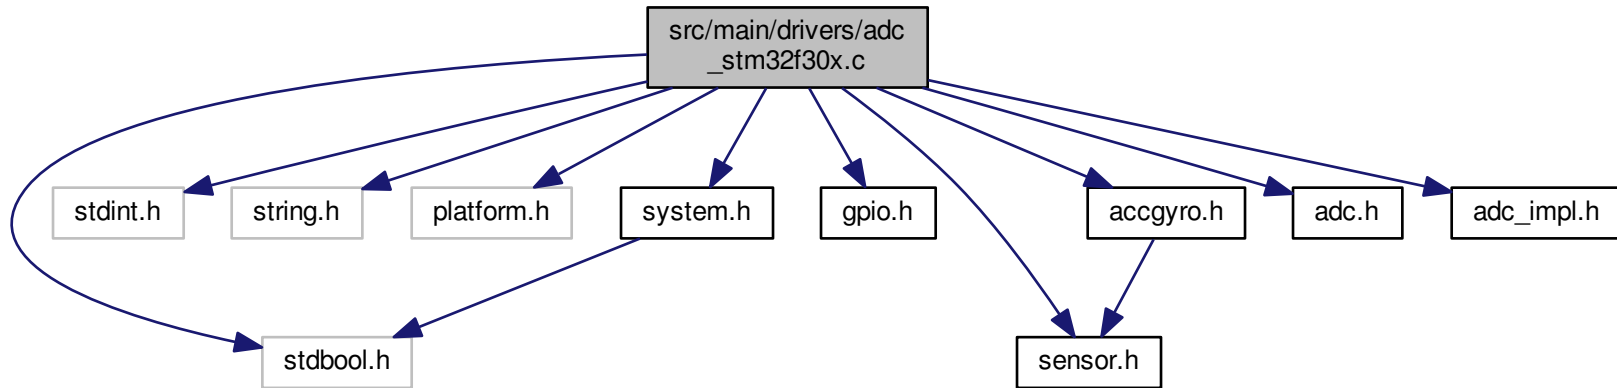 src/main/drivers/adc
_stm32f30x.c
stdint.h
string.h
platform.h
system.h
gpio.h
accgyro.h
adc.h
adc_impl.h
stdbool.h
sensor.h